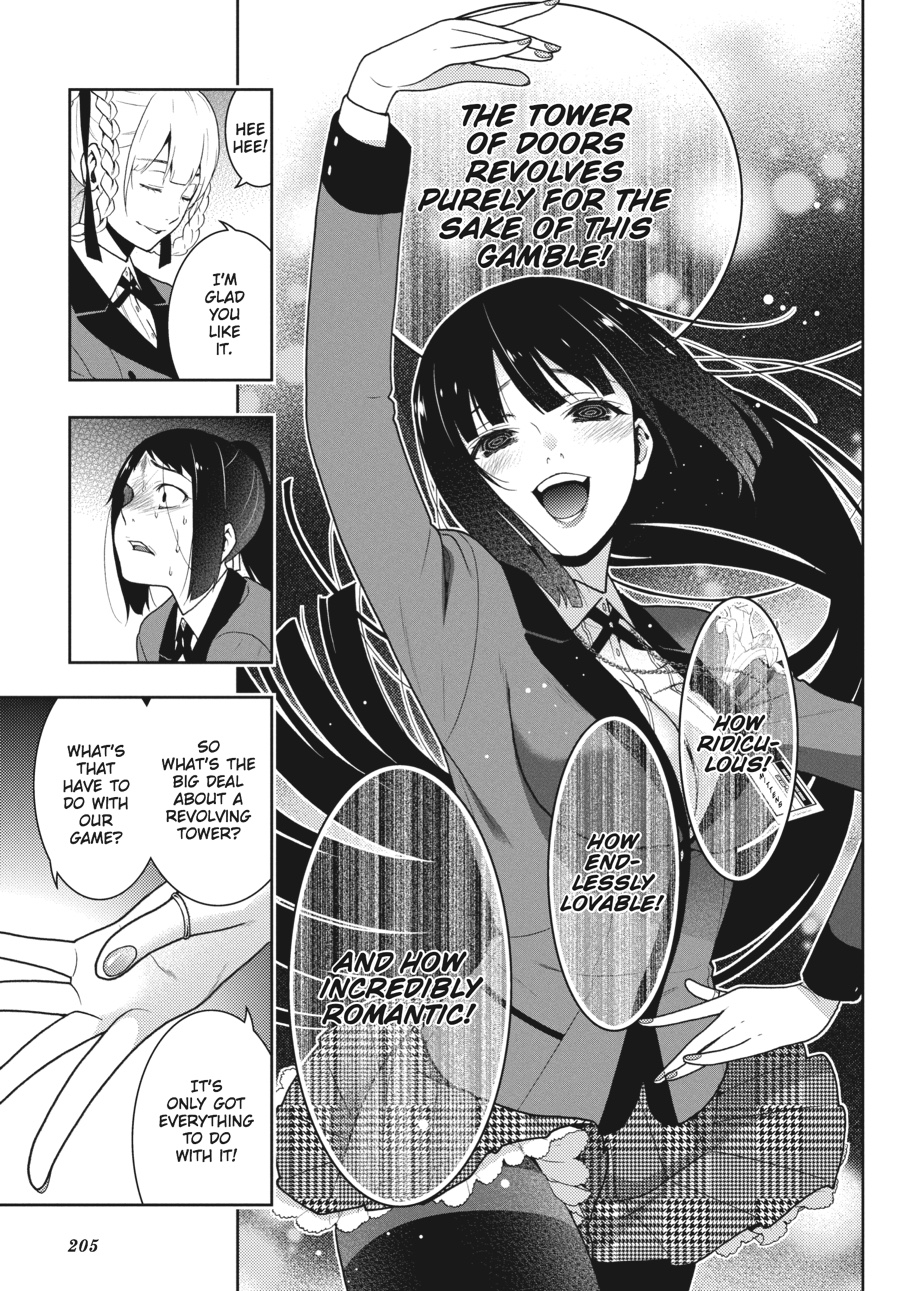 THE TOWER
OF DOORS
REVOLVES
PURELY FOR THE
SAKE OF THIS
GAMBLE!
HOW
RIDICU-
LOUS!
HOW
END-
LESSLY
LOVABLE!
AND HOW
INCREDIBLY
ROMANTIC!
HEE
HEE!
I'M
GLAD
YOU
LIKE
IT.
SO
WHAT'S THE
BIG DEAL
ABOUT A
REVOLVING
TOWER?
WHAT'S
THAT
HAVE TO
DO WITH
OUR
GAME?
IT'S
ONLY GOT
EVERYTHING
TO DO
WITH IT!
205